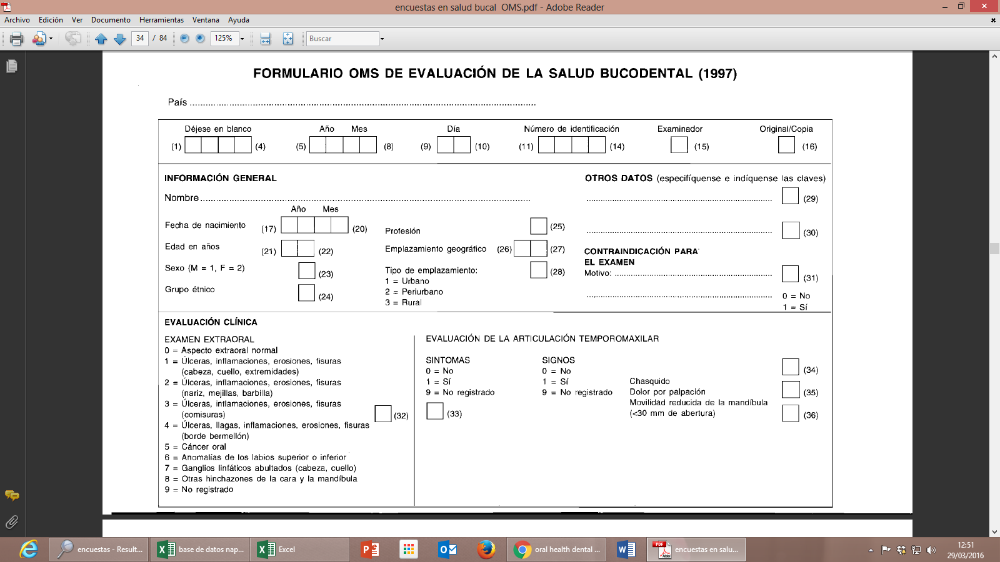 encuestas en salud bucal  OMS.pdf - Adobe Reader
Archivo Edición Ver Documento Herramientas Ventana Ayuda
34 / 84 125% Buscar
FORMULARIO OMS DE EVALUACIÓN DE LA SALUD BUCODENTAL (1997)
País
Déjese en blanco Año Mes Día Número de identificación Examinador Original/Copia
(1) (4) (5) (8) (9) (10) (11) (14) (15) (16)
INFORMACIÓN GENERAL
Nombre
Año Mes
Fecha de nacimiento (17) (20)
Edad en años (21) (22)
Sexo (M = 1, F = 2) (23)
Grupo étnico (24)
Profesión (25)
Emplazamiento geográfico (26) (27)
Tipo de emplazamiento: (28)
1 = Urbano
2 = Periurbano
3 = Rural
OTROS DATOS (especifíquense e indíquense las claves)
(29)
(30)
CONTRAINDICACIÓN PARA
EL EXAMEN
Motivo: (31)
0 = No
1 = Sí
EVALUACIÓN CLÍNICA
EXAMEN EXTRAORAL
0 = Aspecto extraoral normal
1 = Úlceras, inflamaciones, erosiones, fisuras
(cabeza, cuello, extremidades)
2 = Úlceras, inflamaciones, erosiones, fisuras
(nariz, mejillas, barbilla)
3 = Úlceras, inflamaciones, erosiones, fisuras
(comisuras) (32)
4 = Úlceras, llagas, inflamaciones, erosiones, fisuras
(borde bermellón)
5 = Cáncer oral
6 = Anomalías de los labios superior o inferior
7 = Ganglios linfáticos abultados (cabeza, cuello)
8 = Otras hinchazones de la cara y la mandíbula
9 = No registrado
EVALUACIÓN DE LA ARTICULACIÓN TEMPOROMAXILAR
SINTOMAS
0 = No
1 = Sí
9 = No registrado
(33)
SIGNOS
0 = No
1 = Sí
9 = No registrado
Chasquido (34)
Dolor por palpación (35)
Movilidad reducida de la mandíbula
(<30 mm de abertura) (36)
encuestas - Result... base de datos nap... Excel oral health dental ... encuestas en salu...
12:51
29/03/2016